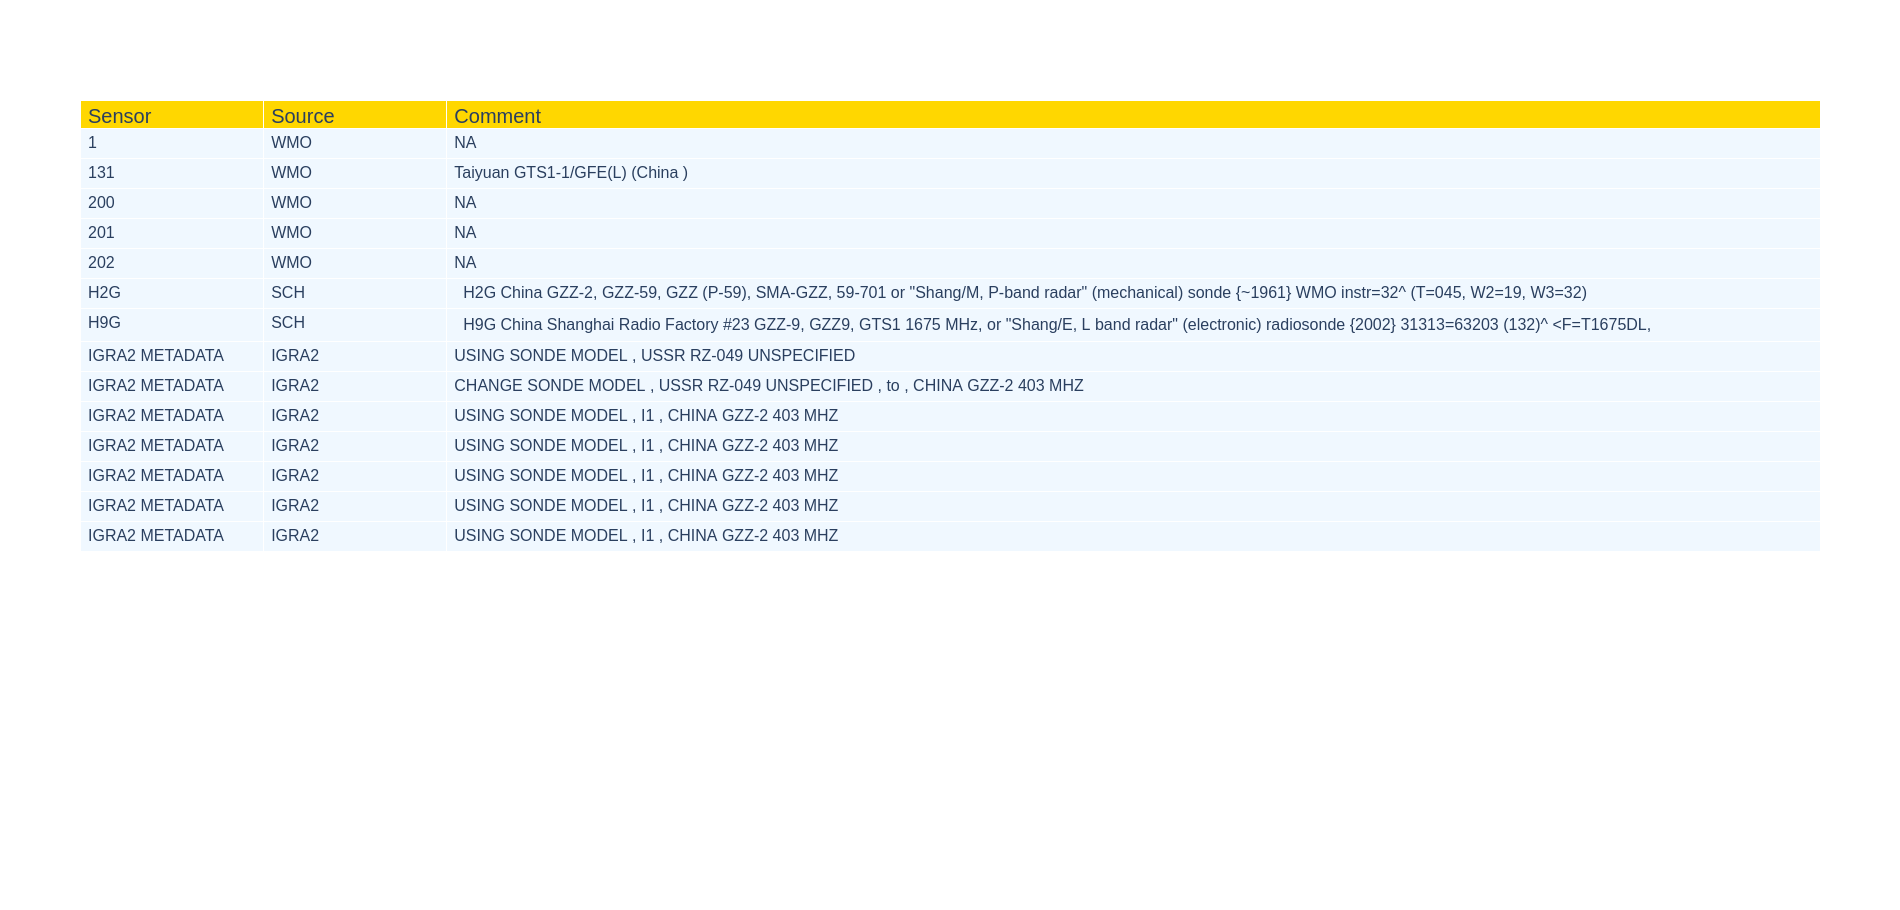 Sensor Source Comment
1 WMO NA
131 WMO Taiyuan GTS1-1/GFE(L) (China )
200 WMO NA
201 WMO NA
202 WMO NA
H2G SCH H2G China GZZ-2, GZZ-59, GZZ (P-59), SMA-GZZ, 59-701 or "Shang/M, P-band radar" (mechanical) sonde {~1961} WMO instr=32^ (T=045, W2=19, W3=32)
H9G SCH H9G China Shanghai Radio Factory #23 GZZ-9, GZZ9, GTS1 1675 MHz, or "Shang/E, L band radar" (electronic) radiosonde {2002} 31313=63203 (132)^ <F=T1675DL,
IGRA2 METADATA IGRA2 USING SONDE MODEL , USSR RZ-049 UNSPECIFIED
IGRA2 METADATA IGRA2 CHANGE SONDE MODEL , USSR RZ-049 UNSPECIFIED , to , CHINA GZZ-2 403 MHZ
IGRA2 METADATA IGRA2 USING SONDE MODEL , I1 , CHINA GZZ-2 403 MHZ
IGRA2 METADATA IGRA2 USING SONDE MODEL , I1 , CHINA GZZ-2 403 MHZ
IGRA2 METADATA IGRA2 USING SONDE MODEL , I1 , CHINA GZZ-2 403 MHZ
IGRA2 METADATA IGRA2 USING SONDE MODEL , I1 , CHINA GZZ-2 403 MHZ
IGRA2 METADATA IGRA2 USING SONDE MODEL , I1 , CHINA GZZ-2 403 MHZ